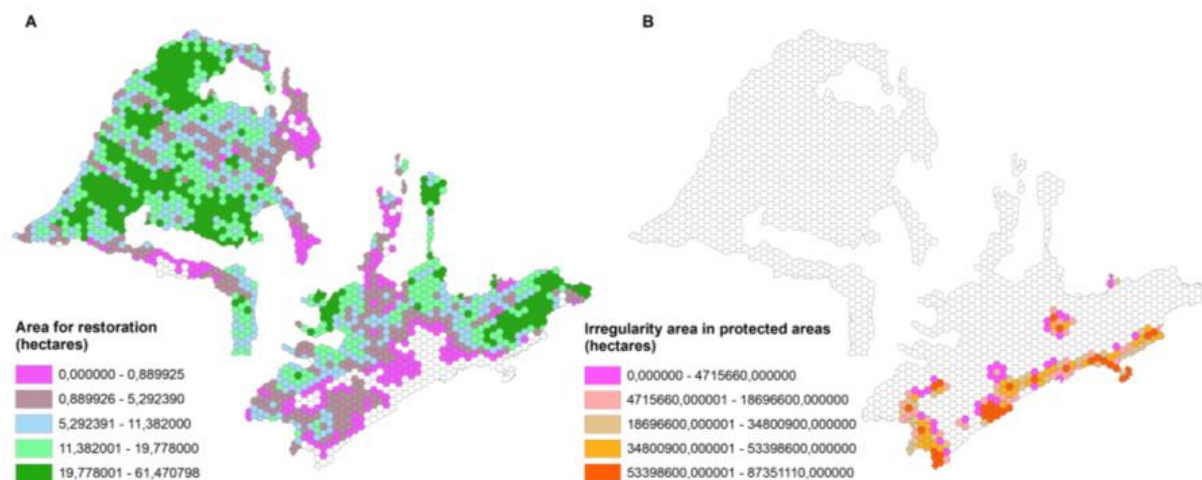 A
B
Area for restoration
(hectares)
0,000000 - 0,889925
0,889926 - 5,292390
5,292391 - 11,382000
11,382001 - 19,778000
19,778001 - 61,470798
Irregularity area in protected areas
(hectares)
0,000000 - 4715660,000000
4715660,000001 - 18696600,000000
18696600,000001 - 34800900,000000
34800900,000001 - 53398600,000000
53398600,000001 - 87351110,000000